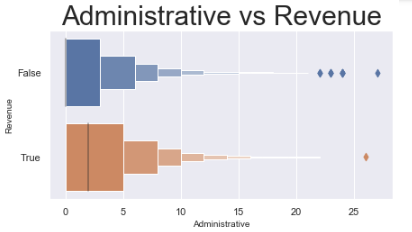 Administrative vs Revenue
False
Revenue
True
0 5 10 15 20 25
Administrative